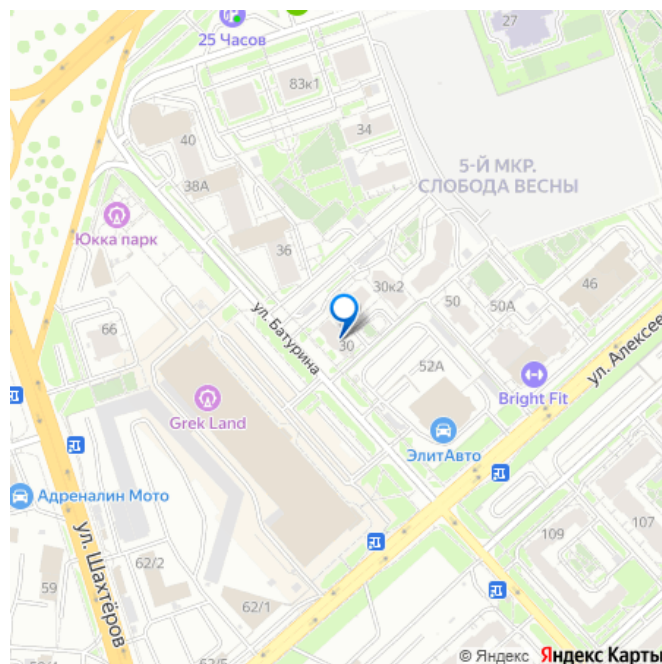 27
25 Часов
83к1
34
40
5-Й МКР.
СЛОБОДА ВЕСНЫ
38А
Юкка парк
36
30к2
46
50
50А
66
ул. Батурина
30
52А
ул. Алексее
Bright Fit
Grek Land
ЭлитАвто
Адреналин Мото
ул. Шахтёров
109
107
62/2
59
62/1
62/5
© Яндекс Яндекс Карты